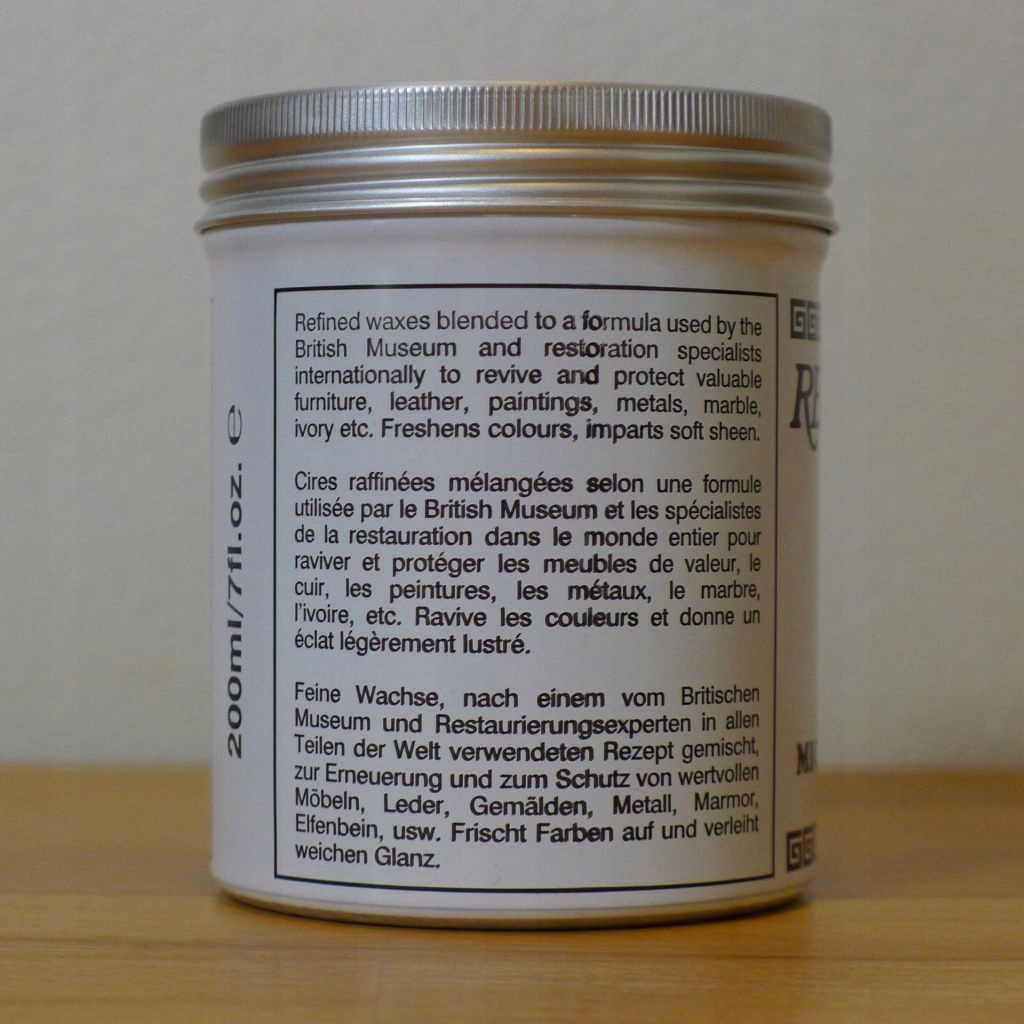 200ml/7fl.oz. e
Refined waxes blended to a formula used by the
British Museum and restoration specialists
internationally to revive and protect valuable
furniture, leather, paintings, metals, marble,
ivory etc. Freshens colours, imparts soft sheen.
Cires raffinées mélangées selon une formule
utilisée par le British Museum et les spécialistes
de la restauration dans le monde entier pour
raviver et protéger les meubles de valeur, le
cuir, les peintures, les métaux, le marbre,
l'ivoire, etc. Ravive les couleurs et donne un
éclat légèrement lustré.
Feine Wachse, nach einem vom Britischen
Museum und Restaurierungsexperten in allen
Teilen der Welt verwendeten Rezept gemischt,
zur Erneuerung und zum Schutz von wertvollen
Möbeln, Leder, Gemãlden, Metall, Marmor,
Elfenbein, usw. Frischt Farben auf und verleiht
weichen Glanz.